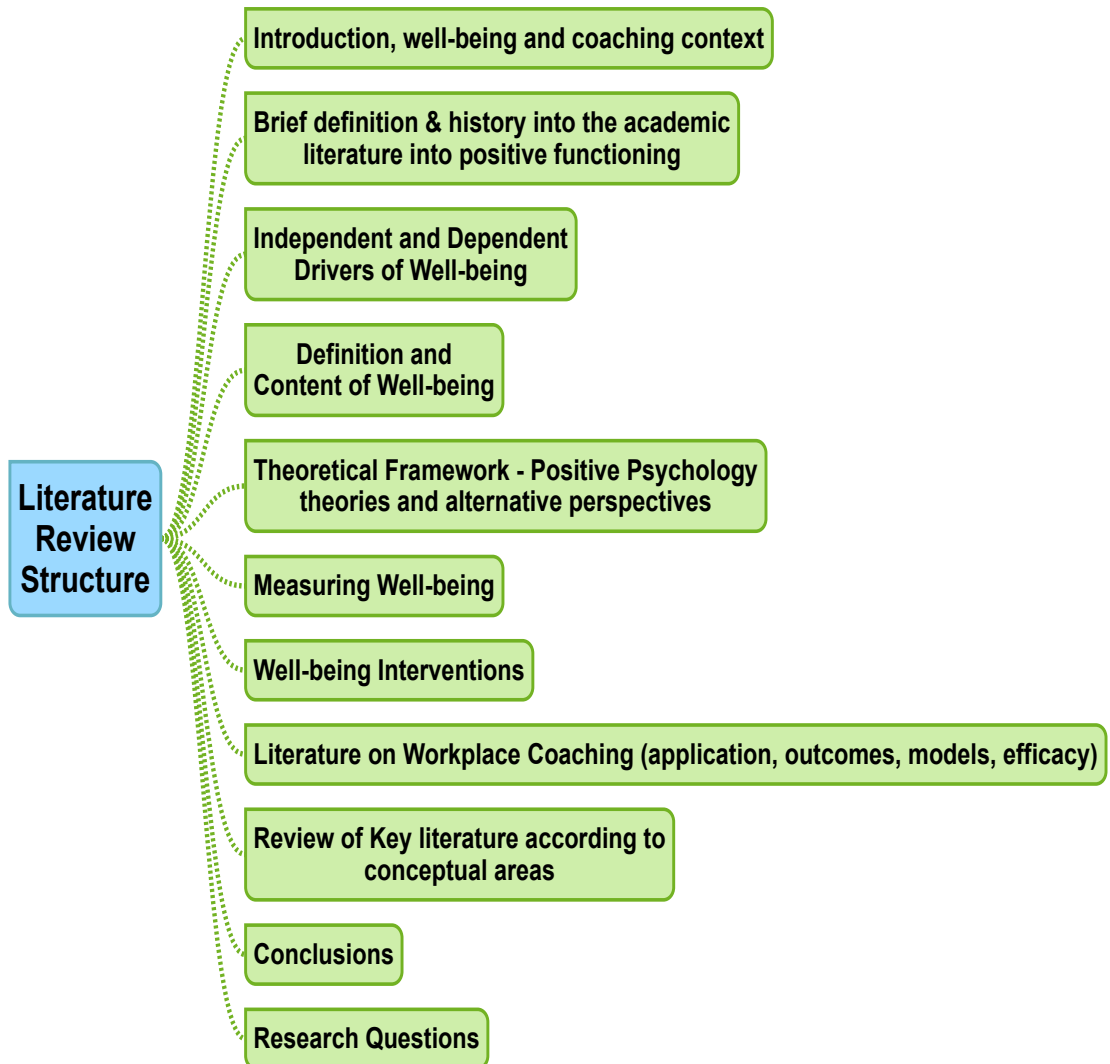 Introduction, well-being and coaching context
Brief definition & history into the academic
literature into positive functioning
Independent and Dependent
Drivers of Well-being
Definition and
Content of Well-being
Theoretical Framework - Positive Psychology
theories and alternative perspectives
Literature
Review
Structure
Measuring Well-being
Well-being Interventions
Literature on Workplace Coaching (application, outcomes, models, efficacy)
Review of Key literature according to
conceptual areas
Conclusions
Research Questions